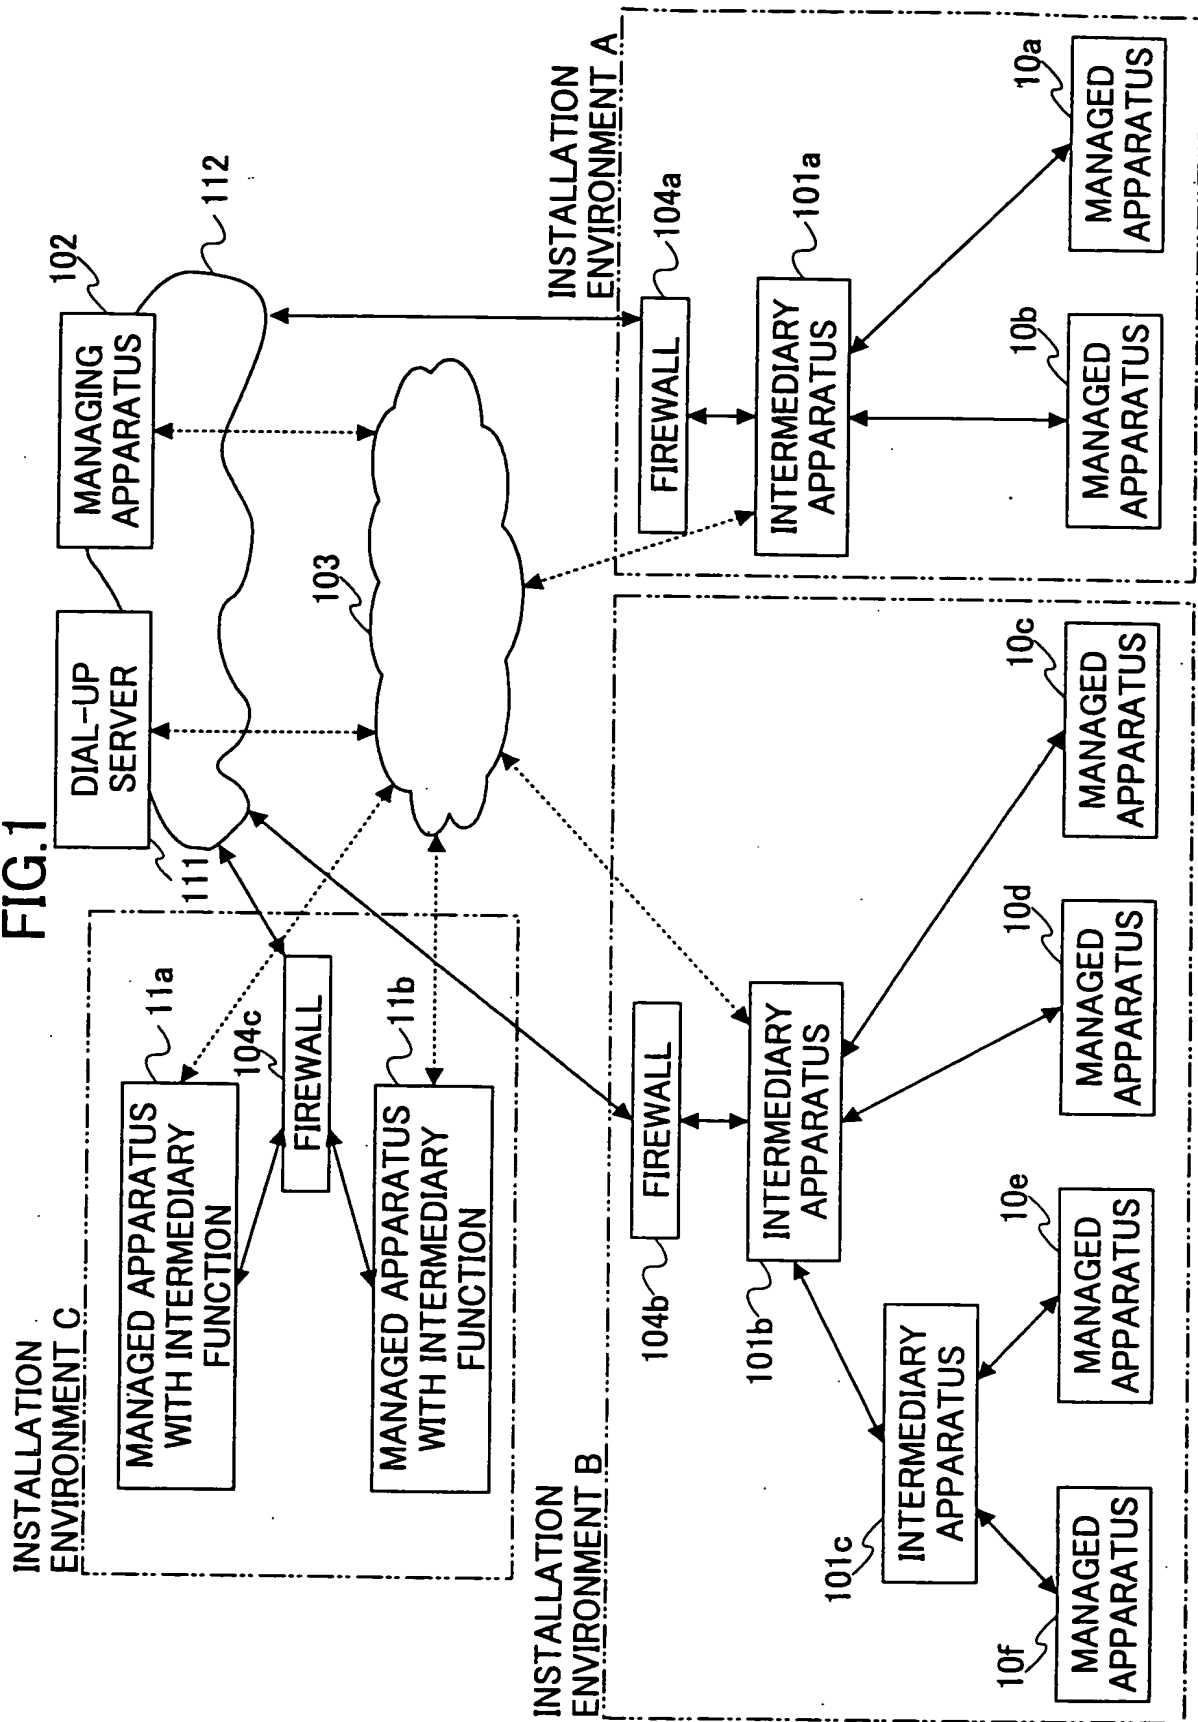 FIG.1
INSTALLATION
ENVIRONMENT C
MANAGED APPARATUS
WITH INTERMEDIARY
FUNCTION
11a
104c
FIREWALL
MANAGED APPARATUS
WITH INTERMEDIARY
FUNCTION
11b
DIAL-UP
SERVER
111
MANAGING
APPARATUS
102
112
103
INSTALLATION
ENVIRONMENT B
FIREWALL
104b
INTERMEDIARY
APPARATUS
101b
INTERMEDIARY
APPARATUS
101c
MANAGED
APPARATUS
10f
MANAGED
APPARATUS
10e
MANAGED
APPARATUS
10d
MANAGED
APPARATUS
10c
INSTALLATION
ENVIRONMENT A
FIREWALL
104a
INTERMEDIARY
APPARATUS
101a
MANAGED
APPARATUS
10b
MANAGED
APPARATUS
10a